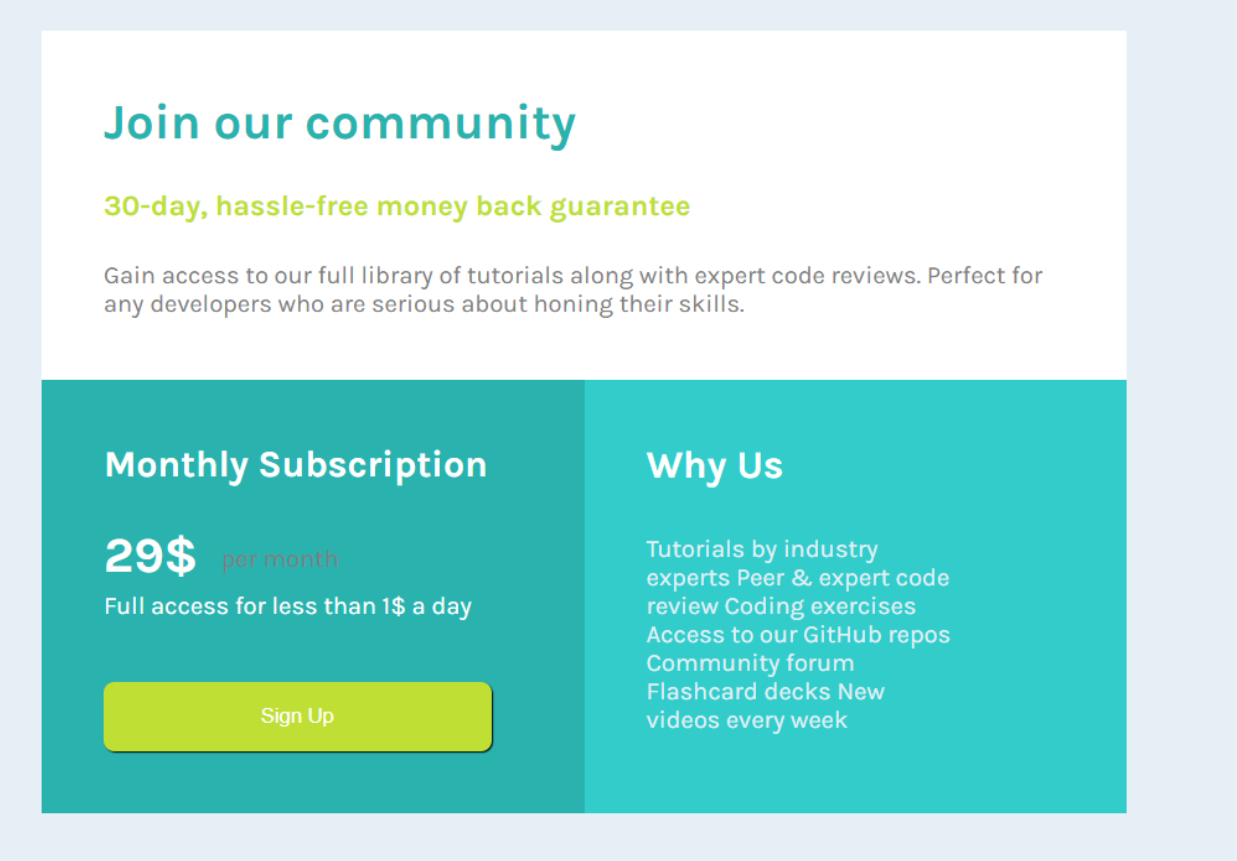 Join our community
30-day, hassle-free money back guarantee
Gain access to our full library of tutorials along with expert code reviews. Perfect for
any developers who are serious about honing their skills.
Monthly Subscription
29$ per month
Full access for less than 1$ a day
Sign Up
Why Us
Tutorials by industry
experts Peer & expert code
review Coding exercises
Access to our GitHub repos
Community forum
Flashcard decks New
videos every week